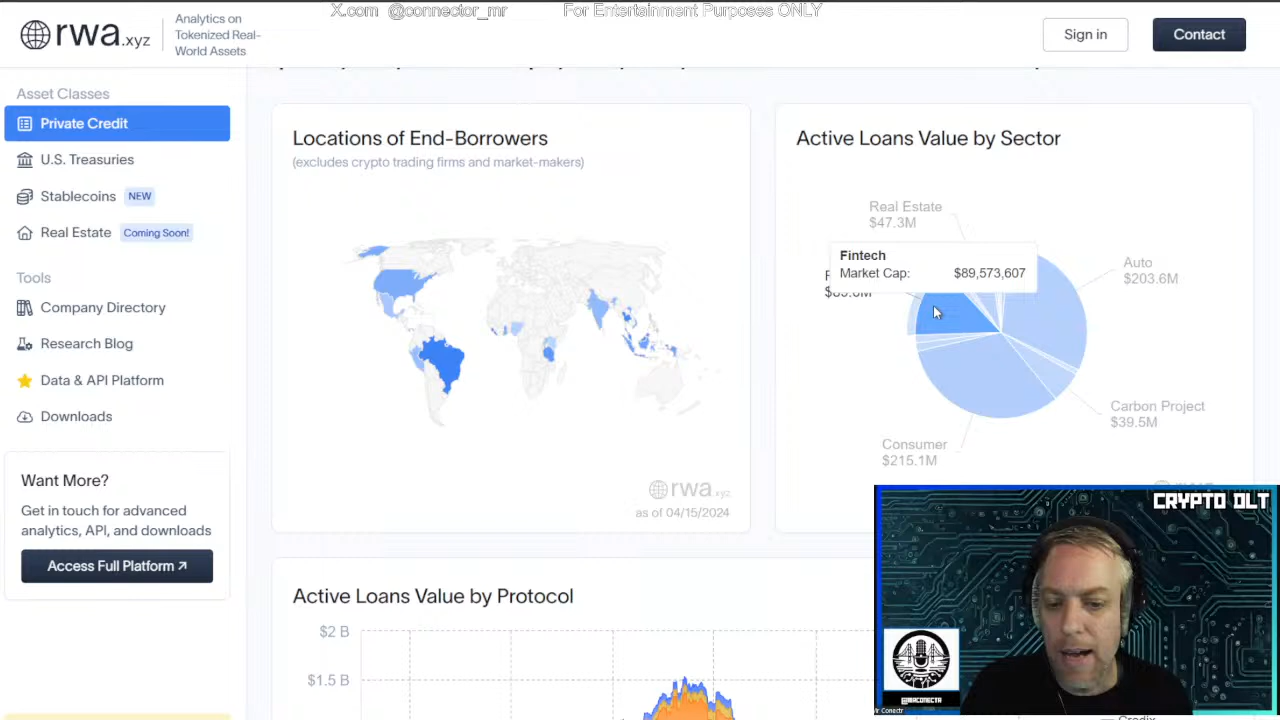 X.com @connector_mr For Entertainment Purposes ONLY
rwa.xyz
Analytics on
Tokenized Real-
World Assets
Sign in
Contact
Asset Classes
Private Credit
U.S. Treasuries
Stablecoins NEW
Real Estate Coming Soon!
Tools
Company Directory
Research Blog
Data & API Platform
Downloads
Want More?
Get in touch for advanced
analytics, API, and downloads
Access Full Platform ↗
Locations of End-Borrowers
(excludes crypto trading firms and market-makers)
rwa.xyz
as of 04/15/2024
Active Loans Value by Sector
Real Estate
$47.3M
Fintech
Market Cap: $89,573,607
Auto
$203.6M
Carbon Project
$39.5M
Consumer
$215.1M
Active Loans Value by Protocol
$2 B
$1.5 B
CRYPTO DLT
@MRCONECTR
Mr Conectr
Credix